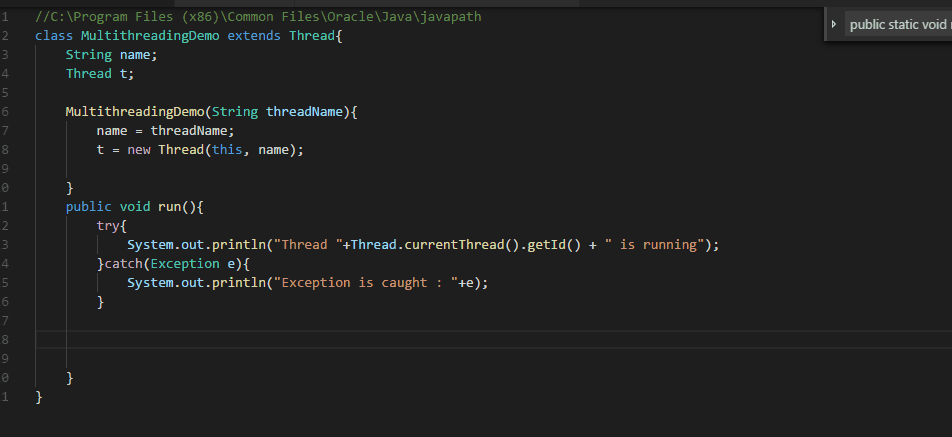 1 //C:\Program Files (x86)\Common Files\Oracle\Java\javapath
2 class MultithreadingDemo extends Thread{
3 String name;
4 Thread t;
5
6 MultithreadingDemo(String threadName){
7 name = threadName;
8 t = new Thread(this, name);
9
0 }
1 public void run(){
2 try{
3 System.out.println("Thread "+Thread.currentThread().getId() + " is running");
4 }catch(Exception e){
5 System.out.println("Exception is caught : "+e);
6 }
7
8
9
0 }
1 }
public static void